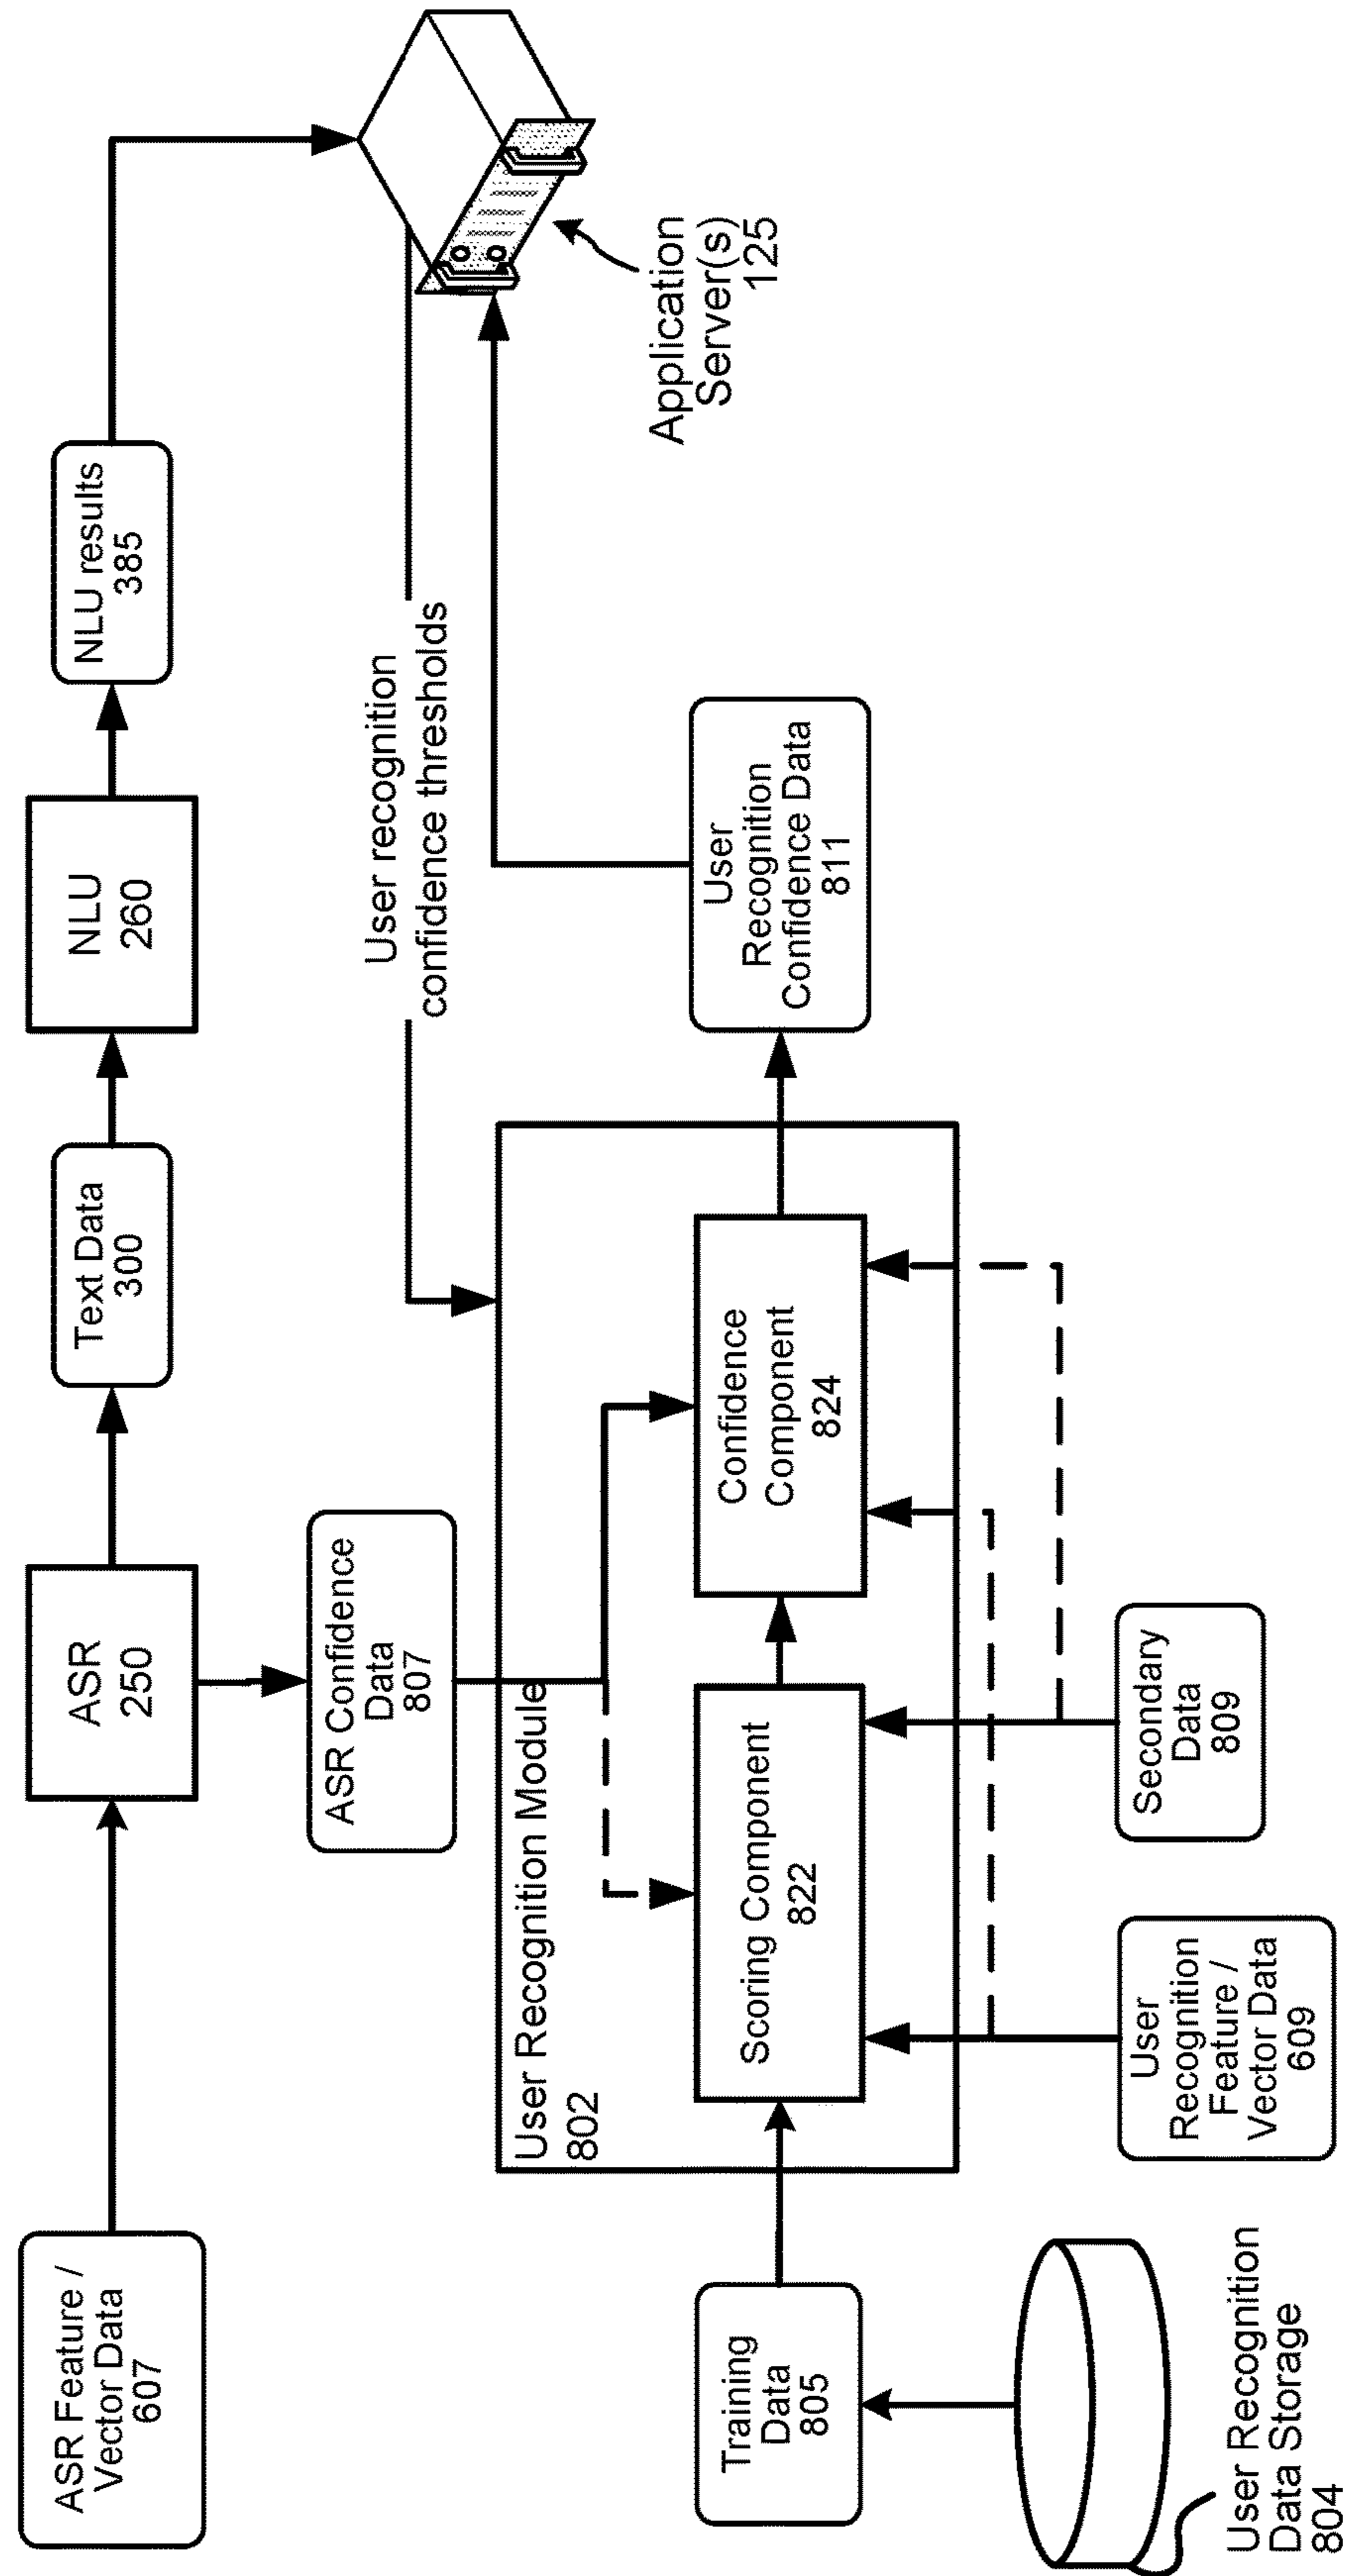 ASR Feature /
Vector Data
607
ASR
250
Text Data
300
NLU
260
NLU results
385
ASR Confidence
Data
807
User recognition
confidence thresholds
Application
Server(s)
125
User Recognition Module
802
Scoring Component
822
Confidence
Component
824
User
Recognition
Confidence Data
811
Training
Data
805
User Recognition
Data Storage
804
User
Recognition
Feature /
Vector Data
609
Secondary
Data
809